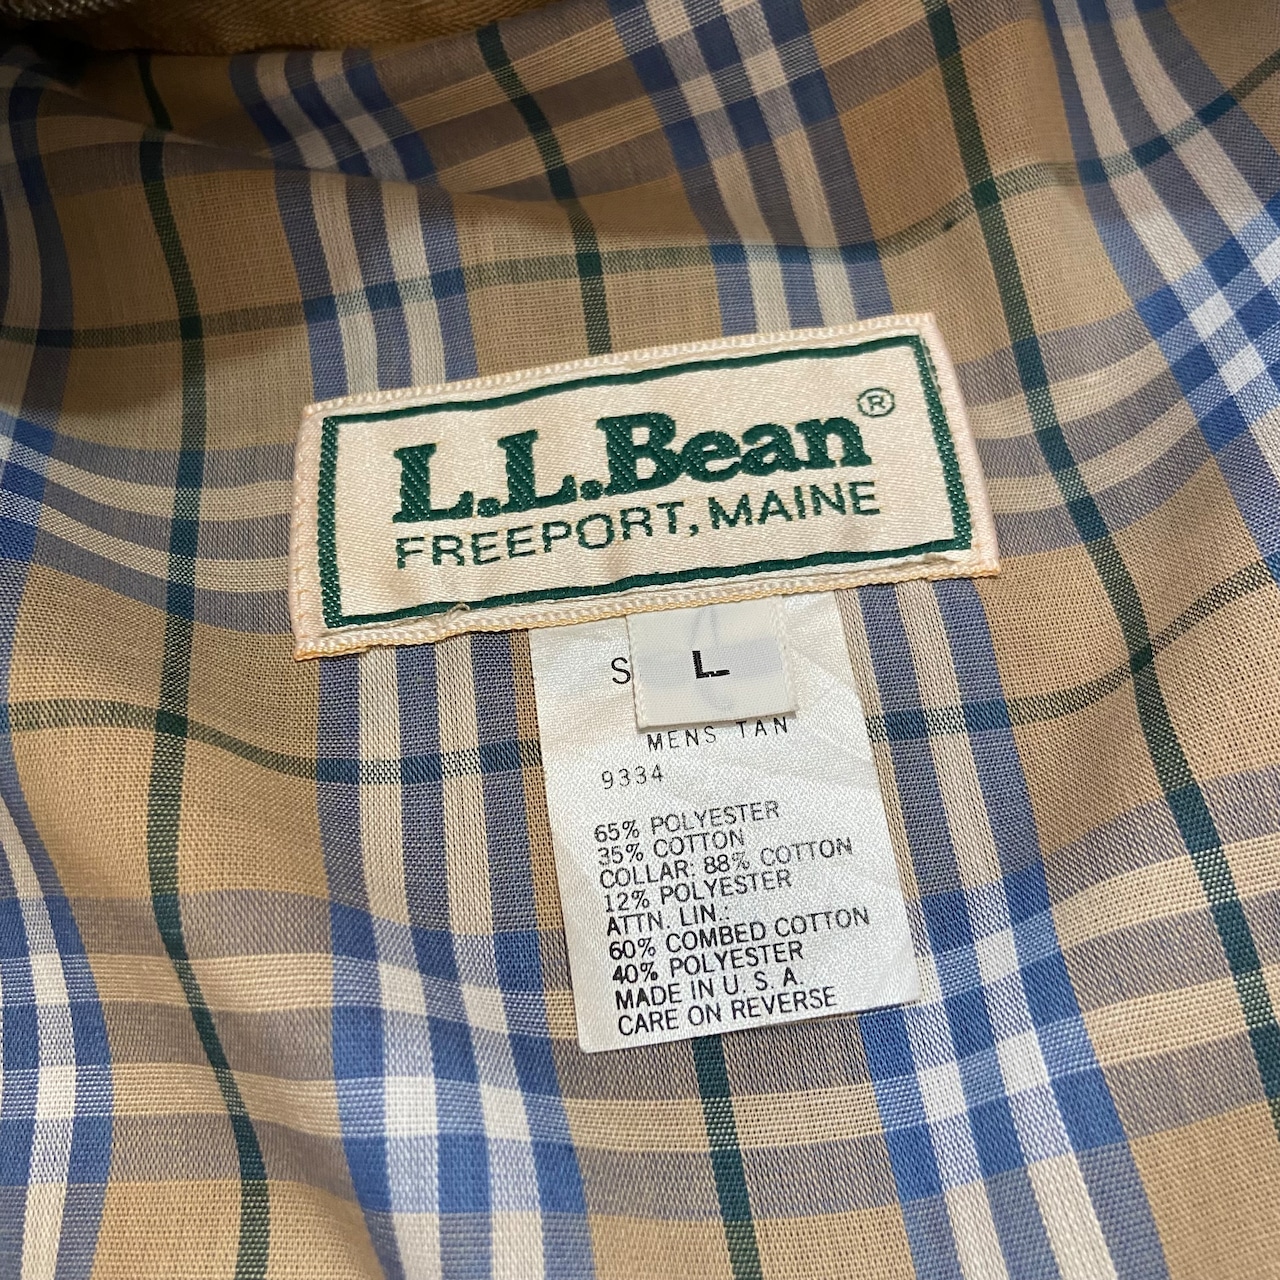 L.L.Bean®
FREEPORT, MAINE
S L
MENS TAN
9334
65% POLYESTER
35% COTTON
COLLAR: 88% COTTON
12% POLYESTER
ATTN. LIN.:
60% COMBED COTTON
40% POLYESTER
MADE IN U. S. A.
CARE ON REVERSE